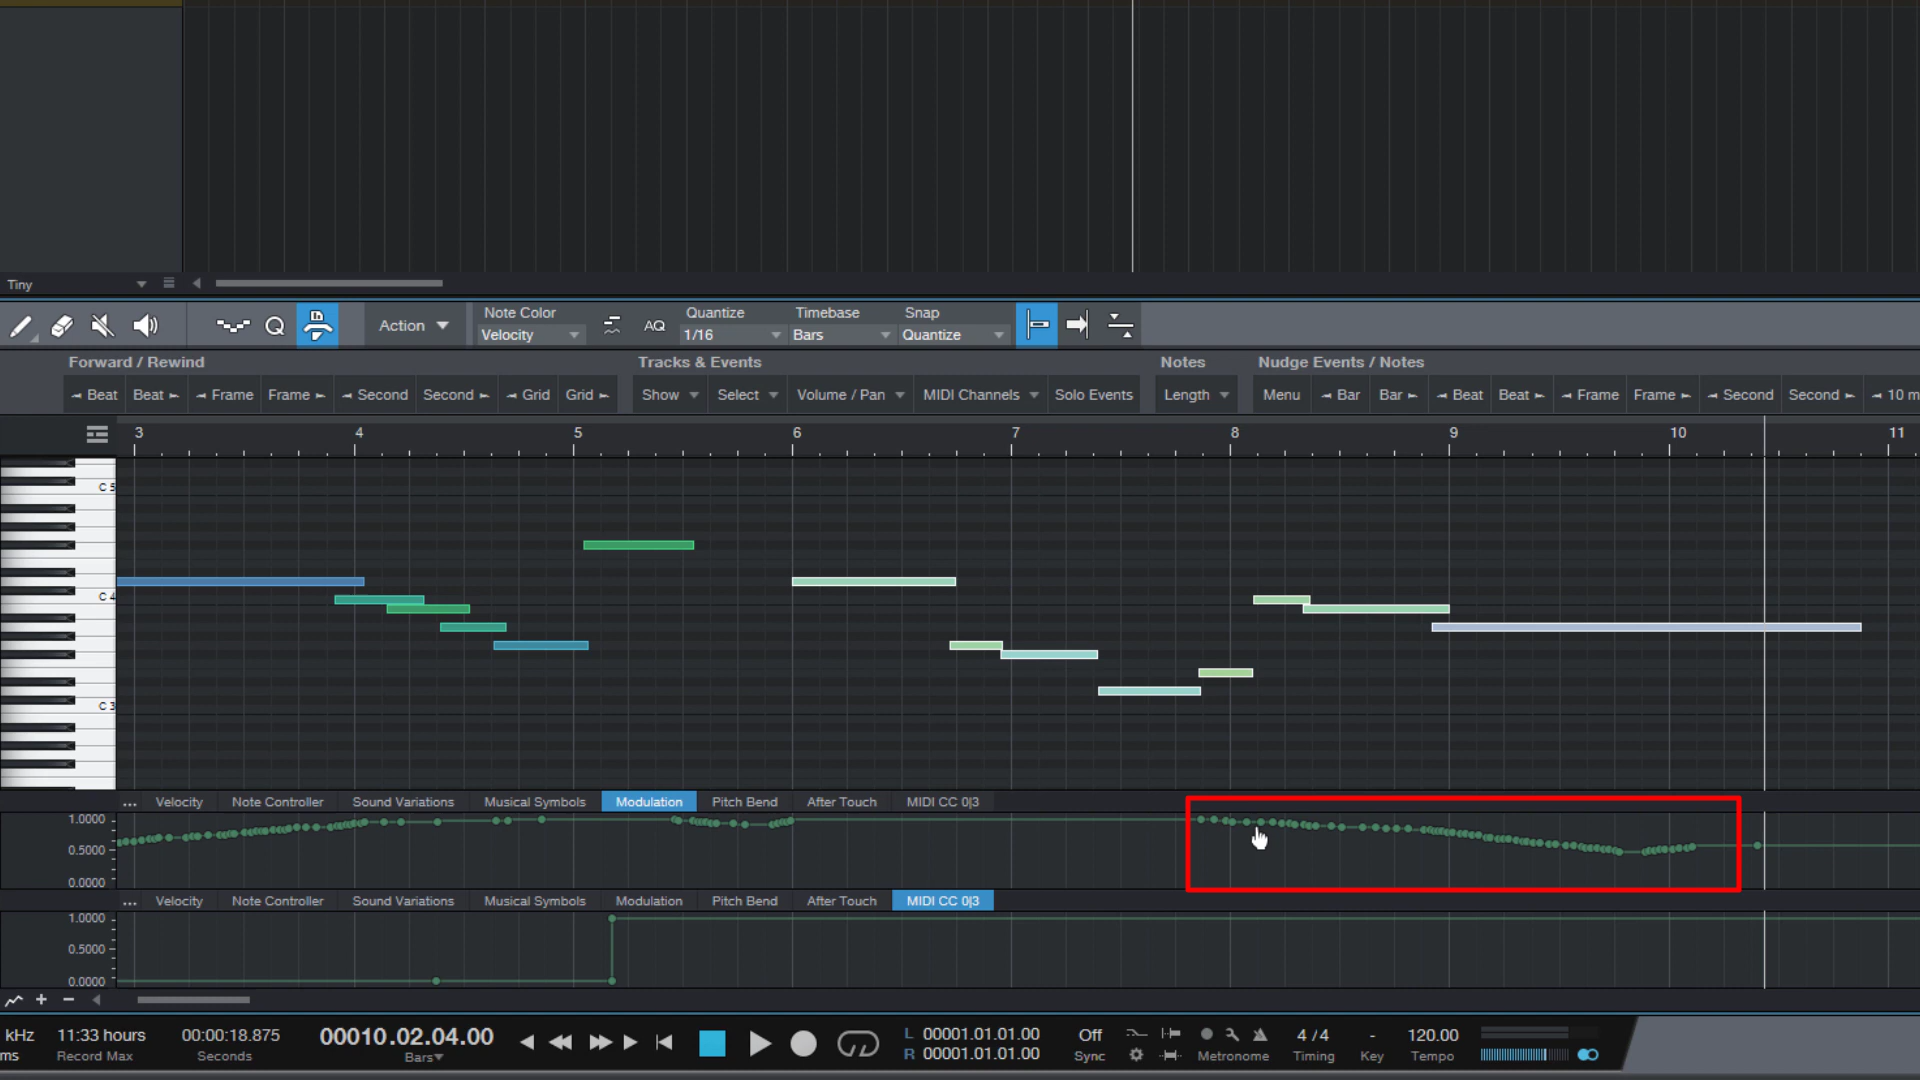 Tiny
Action
Note Color
Velocity
AQ
Quantize
1/16
Timebase
Bars
Snap
Quantize
Forward / Rewind
Tracks & Events
Notes
Nudge Events / Notes
Beat
Beat
Frame
Frame
Second
Second
Grid
Grid
Show
Select
Volume / Pan
MIDI Channels
Solo Events
Length
Menu
Bar
Bar
Beat
Beat
Frame
Frame
Second
Second
10 m
3 4 5 6 7 8 9 10 11
C 5
C 4
C 3
... Velocity Note Controller Sound Variations Musical Symbols Modulation Pitch Bend After Touch MIDI CC 0|3
1.0000
0.5000
0.0000
... Velocity Note Controller Sound Variations Musical Symbols Modulation Pitch Bend After Touch MIDI CC 0|3
1.0000
0.5000
0.0000
kHz
ms
11:33 hours
Record Max
00:00:18.875
Seconds
00010.02.04.00
Bars
L 00001.01.01.00
R 00001.01.01.00
Off
Sync
Metronome
4 / 4
Timing
-
Key
120.00
Tempo